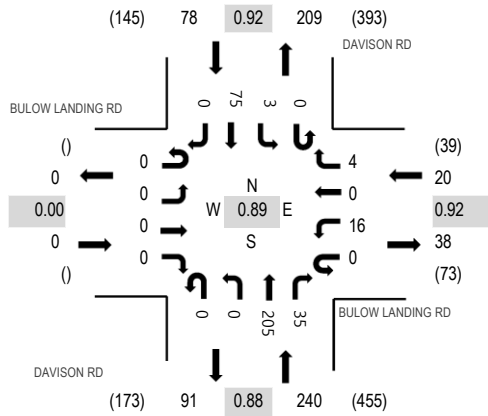 (145) 78 0.92 209 (393)
DAVISON RD
BULOW LANDING RD
0 75 3 0
() 0 4 (39)
0 0 0 20
0.00 N 0.92
W 0.89 E
0 0 S 16 38
() 0 0 (73)
0 0 205 35
BULOW LANDING RD
DAVISON RD
(173) 91 0.88 240 (455)